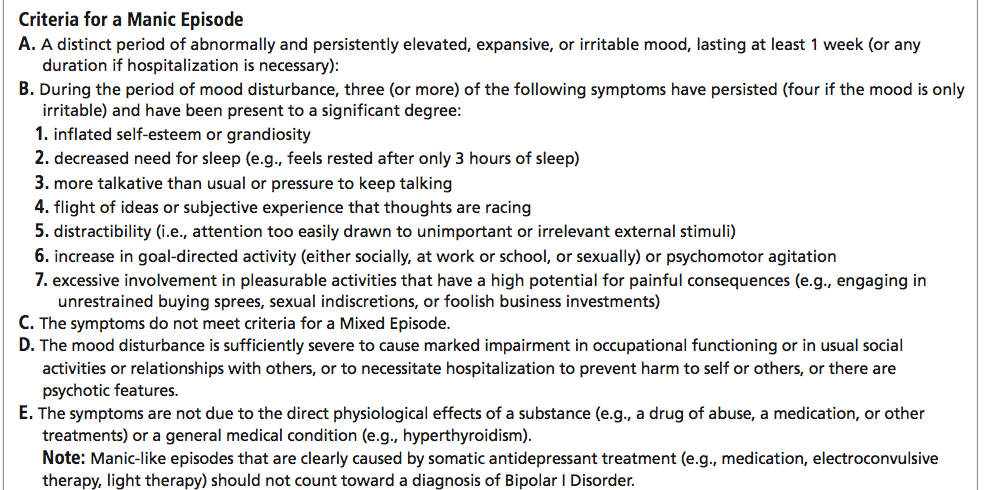 Criteria for a Manic Episode
A. A distinct period of abnormally and persistently elevated, expansive, or irritable mood, lasting at least 1 week (or any
duration if hospitalization is necessary):
B. During the period of mood disturbance, three (or more) of the following symptoms have persisted (four if the mood is only
irritable) and have been present to a significant degree:
1. inflated self-esteem or grandiosity
2. decreased need for sleep (e.g., feels rested after only 3 hours of sleep)
3. more talkative than usual or pressure to keep talking
4. flight of ideas or subjective experience that thoughts are racing
5. distractibility (i.e., attention too easily drawn to unimportant or irrelevant external stimuli)
6. increase in goal-directed activity (either socially, at work or school, or sexually) or psychomotor agitation
7. excessive involvement in pleasurable activities that have a high potential for painful consequences (e.g., engaging in
unrestrained buying sprees, sexual indiscretions, or foolish business investments)
C. The symptoms do not meet criteria for a Mixed Episode.
D. The mood disturbance is sufficiently severe to cause marked impairment in occupational functioning or in usual social
activities or relationships with others, or to necessitate hospitalization to prevent harm to self or others, or there are
psychotic features.
E. The symptoms are not due to the direct physiological effects of a substance (e.g., a drug of abuse, a medication, or other
treatments) or a general medical condition (e.g., hyperthyroidism).
Note: Manic-like episodes that are clearly caused by somatic antidepressant treatment (e.g., medication, electroconvulsive
therapy, light therapy) should not count toward a diagnosis of Bipolar I Disorder.